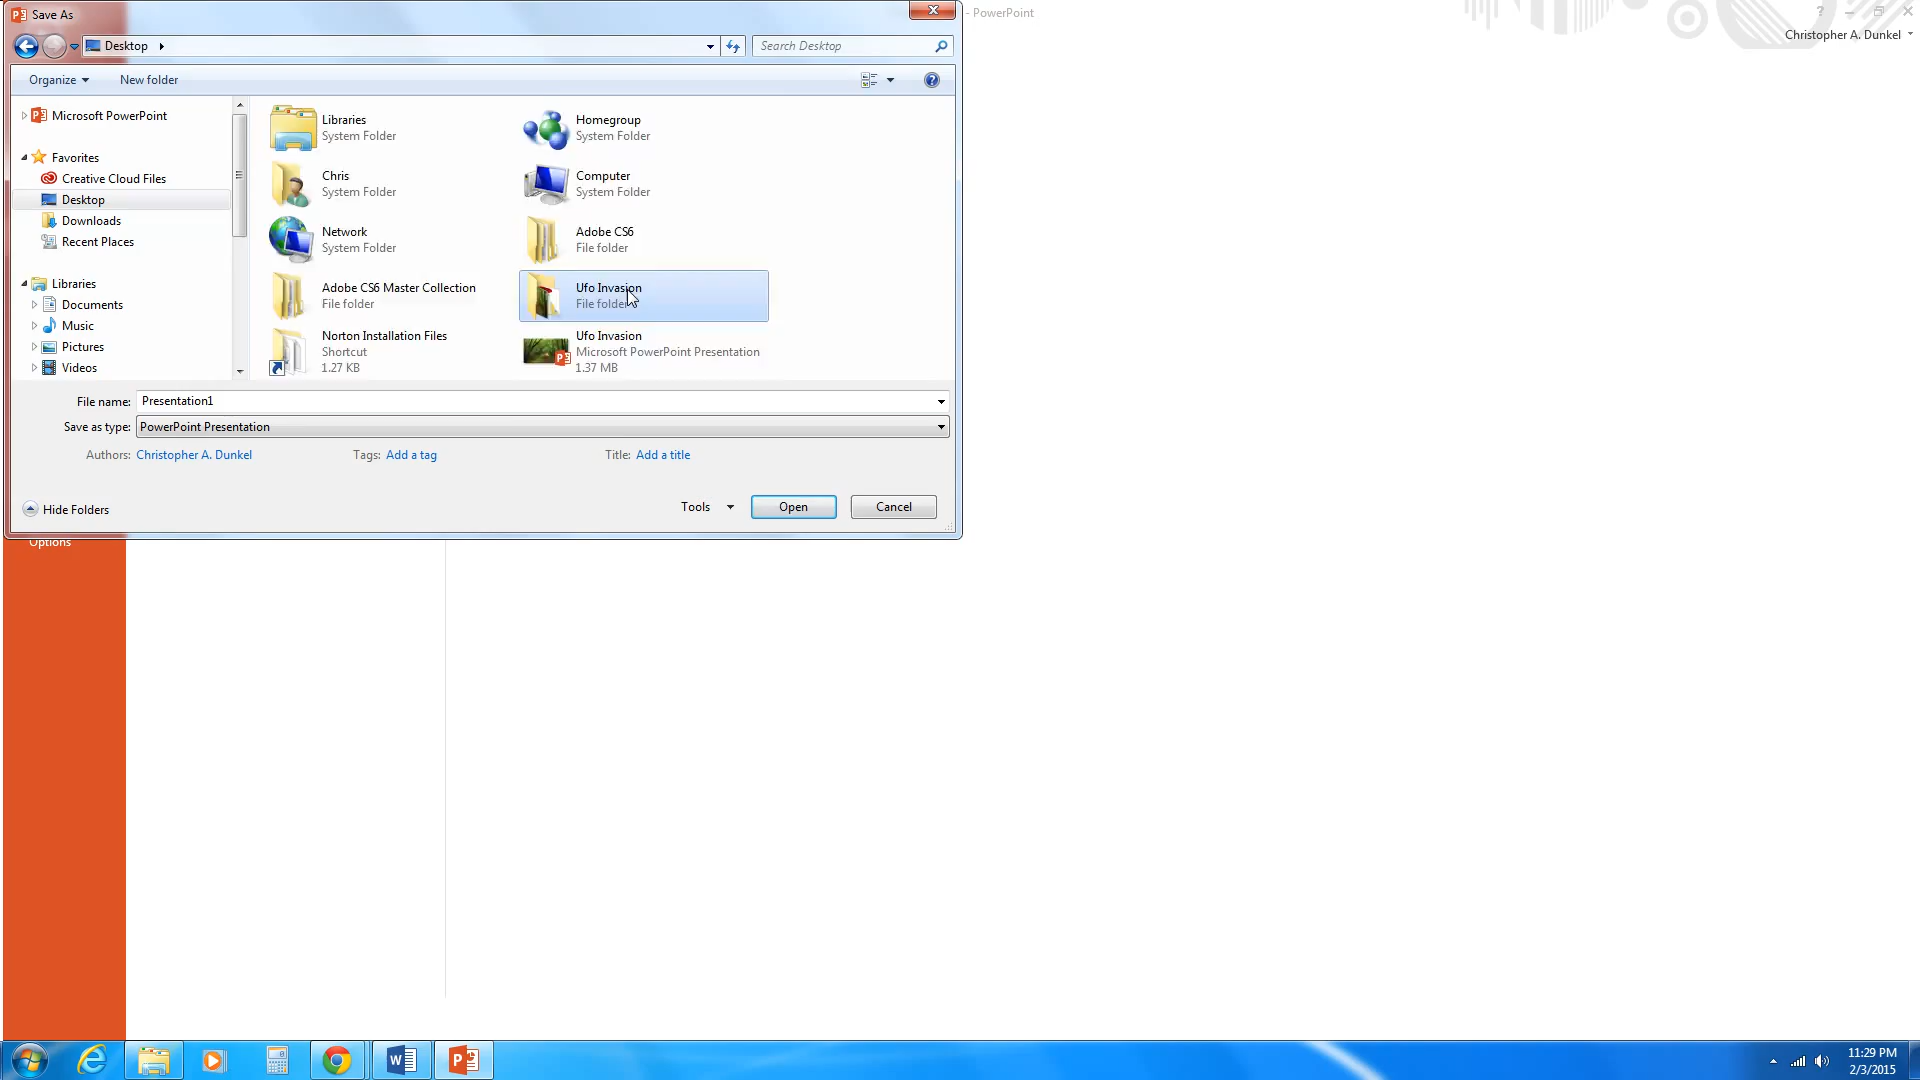 Save As
- PowerPoint
Christopher A. Dunkel
Desktop
Search Desktop
Organize
New folder
Microsoft PowerPoint
Favorites
Creative Cloud Files
Desktop
Downloads
Recent Places
Libraries
Documents
Music
Pictures
Videos
Libraries
System Folder
Homegroup
System Folder
Chris
System Folder
Computer
System Folder
Network
System Folder
Adobe CS6
File folder
Adobe CS6 Master Collection
File folder
Ufo Invasion
File folder
Norton Installation Files
Shortcut
1.27 KB
Ufo Invasion
Microsoft PowerPoint Presentation
1.37 MB
File name: Presentation1
Save as type: PowerPoint Presentation
Authors: Christopher A. Dunkel Tags: Add a tag Title: Add a title
Hide Folders
Tools
Open
Cancel
Options
11:29 PM
2/3/2015